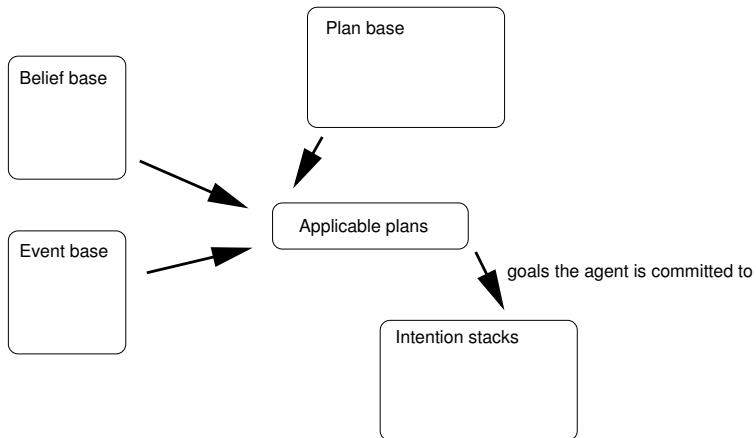 Plan base
Belief base
Applicable plans
Event base
goals the agent is committed to
Intention stacks